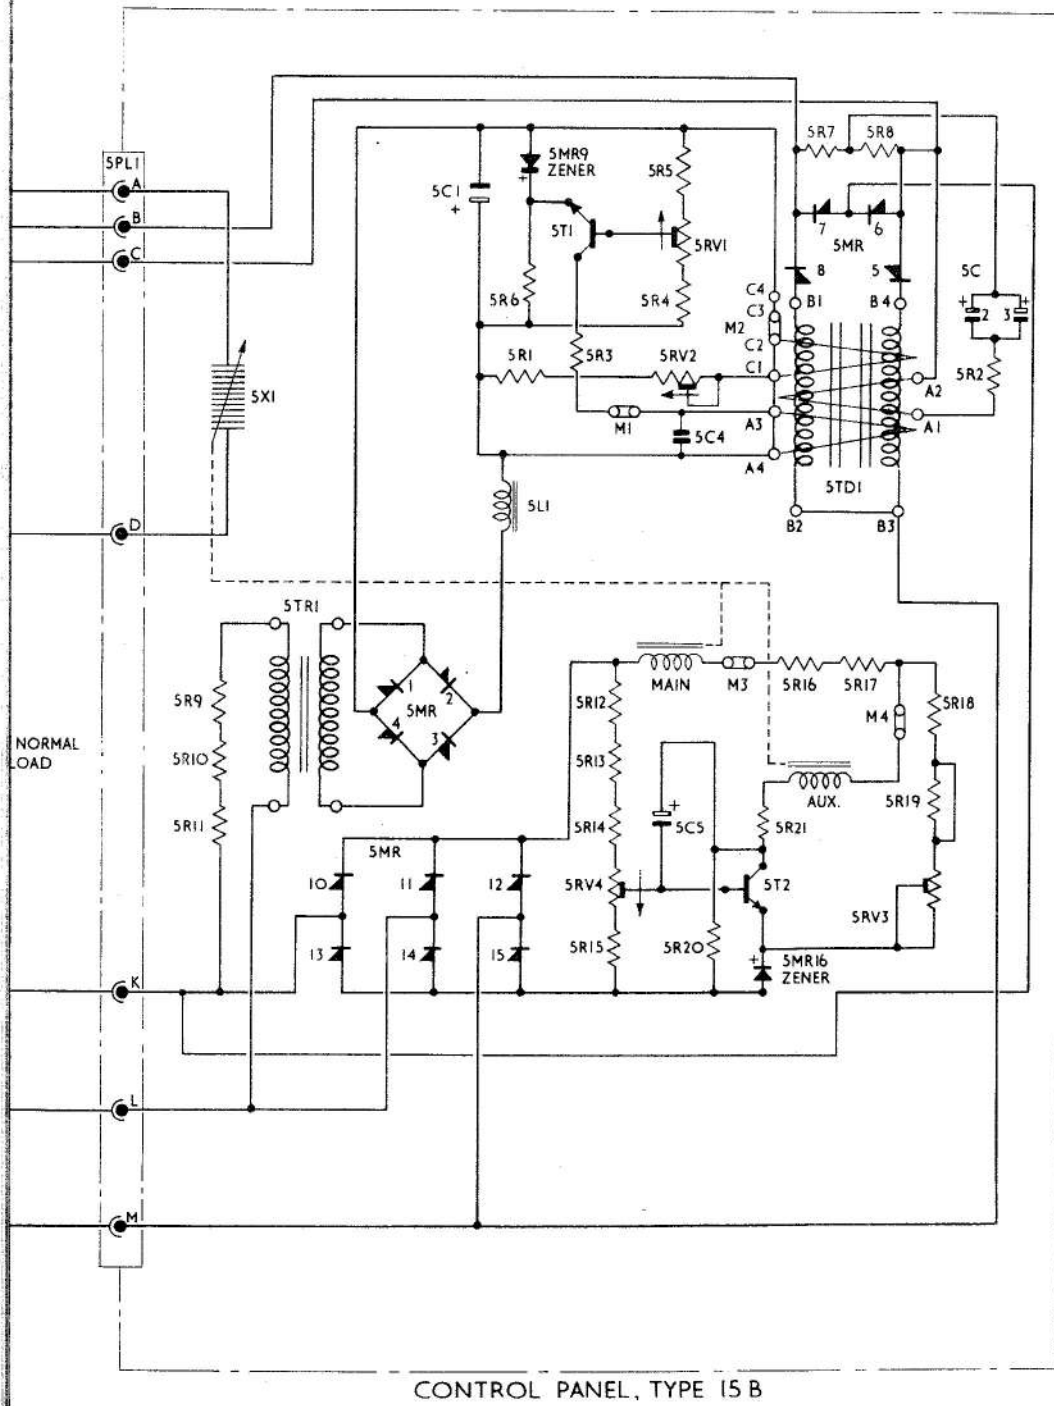 5PL1
A
B
C
5X1
D
5C1
+
5MR9
ZENER
+
5T1
5R5
5RV1
5R4
5R6
5R1
5R3
5RV2
M1
5C4
5L1
C4
C3
M2
C2
C1
A3
A4
5R7
5R8
7
6
5MR
8
5
B1
B4
5C
+
2
3
+
5R2
A2
A1
5TD1
B2
B3
5TR1
5R9
5R10
5R11
1
2
5MR
4
3
NORMAL
LOAD
MAIN
M3
5R16
5R17
M4
5R18
5R12
5R13
5R14
5RV4
5R15
+
5C5
AUX.
5R21
5R19
5T2
5RV3
5R20
+
5MR16
ZENER
5MR
10
11
12
13
14
15
K
L
M
CONTROL PANEL, TYPE 15B